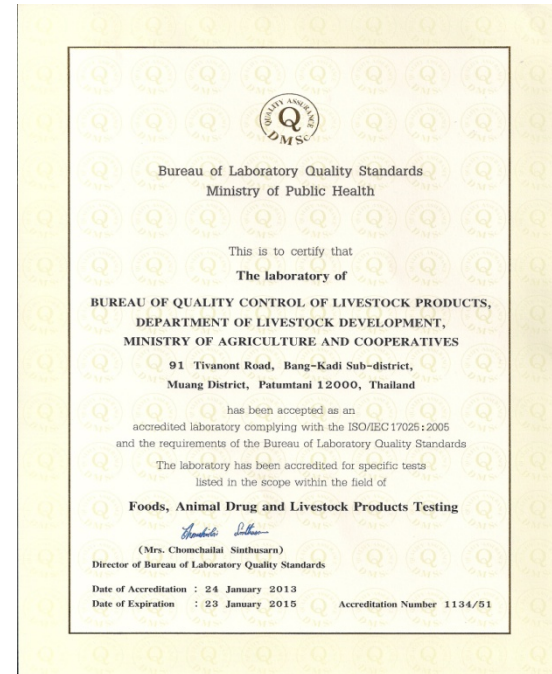 QUALITY ASSURANCE
Q
DMSc
Bureau of Laboratory Quality Standards
Ministry of Public Health
This is to certify that
The laboratory of
BUREAU OF QUALITY CONTROL OF LIVESTOCK PRODUCTS,
DEPARTMENT OF LIVESTOCK DEVELOPMENT,
MINISTRY OF AGRICULTURE AND COOPERATIVES
91 Tivanont Road, Bang-Kadi Sub-district,
Muang District, Patumtani 12000, Thailand
has been accepted as an
accredited laboratory complying with the ISO/IEC 17025:2005
and the requirements of the Bureau of Laboratory Quality Standards
The laboratory has been accredited for specific tests
listed in the scope within the field of
Foods, Animal Drug and Livestock Products Testing
(Mrs. Chomchailai Sinthusarn)
Director of Bureau of Laboratory Quality Standards
Date of Accreditation : 24 January 2013
Date of Expiration : 23 January 2015 Accreditation Number 1134/51